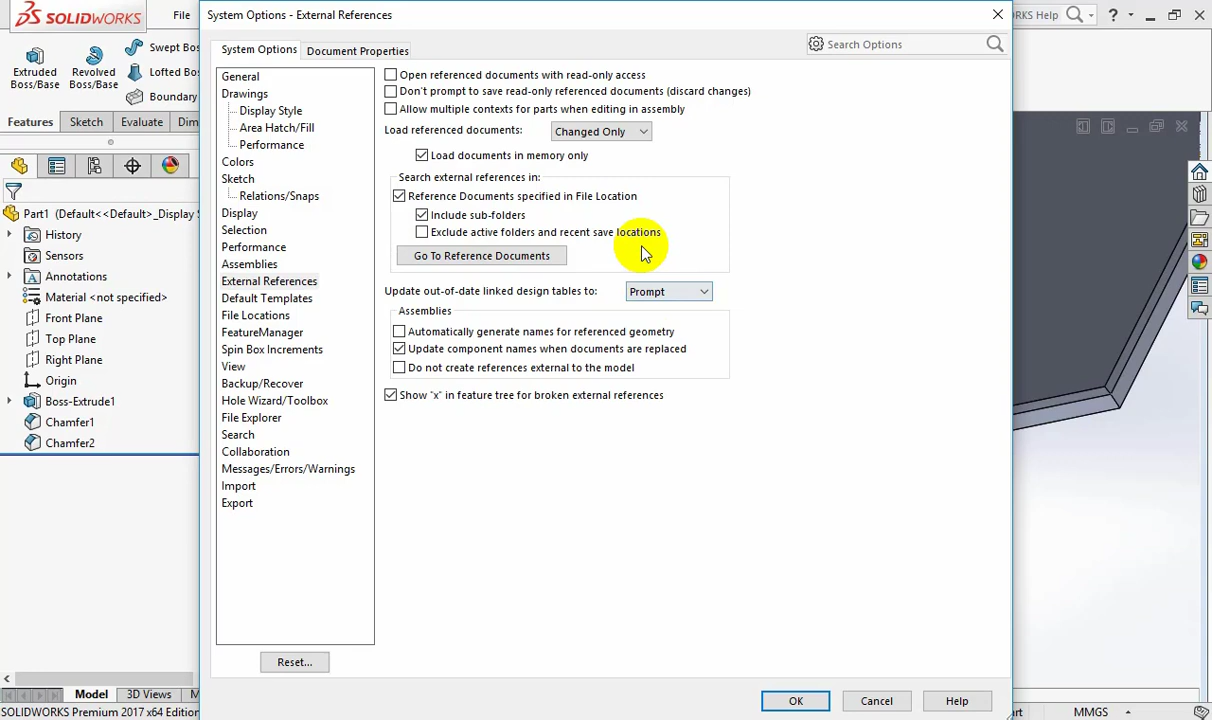 SOLIDWORKS
File
System Options - External References
RKS Help
Extruded
Boss/Base
Revolved
Boss/Base
Swept Bos
Lofted Bos
Boundary
Features
Sketch
Evaluate
Dim
Part1 (Default<<Default>_Display S
History
Sensors
Annotations
Material <not specified>
Front Plane
Top Plane
Right Plane
Origin
Boss-Extrude1
Chamfer1
Chamfer2
System Options
Document Properties
Search Options
General
Drawings
Display Style
Area Hatch/Fill
Performance
Colors
Sketch
Relations/Snaps
Display
Selection
Performance
Assemblies
External References
Default Templates
File Locations
FeatureManager
Spin Box Increments
View
Backup/Recover
Hole Wizard/Toolbox
File Explorer
Search
Collaboration
Messages/Errors/Warnings
Import
Export
Reset...
Open referenced documents with read-only access
Don't prompt to save read-only referenced documents (discard changes)
Allow multiple contexts for parts when editing in assembly
Load referenced documents: Changed Only
Load documents in memory only
Search external references in:
Reference Documents specified in File Location
Include sub-folders
Exclude active folders and recent save locations
Go To Reference Documents
Update out-of-date linked design tables to: Prompt
Assemblies
Automatically generate names for referenced geometry
Update component names when documents are replaced
Do not create references external to the model
Show "x" in feature tree for broken external references
OK
Cancel
Help
Model
3D Views
M
SOLIDWORKS Premium 2017 x64 Edition
MMGS